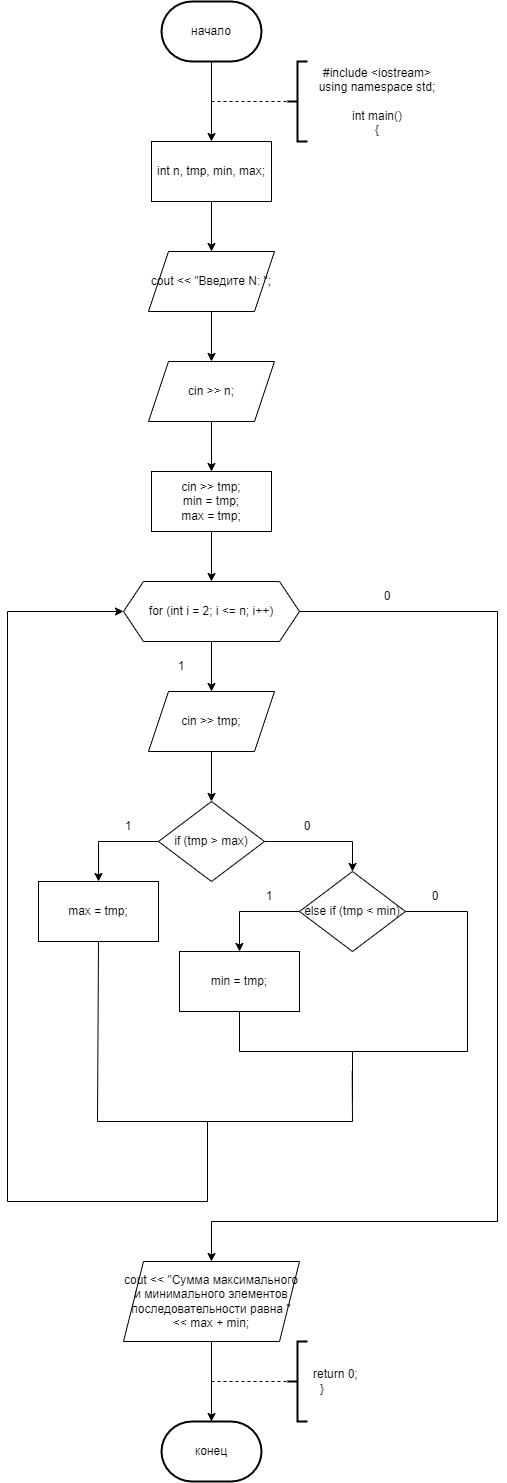 начало
#include <iostream>
using namespace std;
int main()
{
int n, tmp, min, max;
cout << "Введите N: ";
cin >> n;
cin >> tmp;
min = tmp;
max = tmp;
for (int i = 2; i <= n; i++)
0
1
cin >> tmp;
if (tmp > max)
1
0
max = tmp;
else if (tmp < min)
1
0
min = tmp;
cout << "Сумма максимального
и минимального элементов
последовательности равна "
<< max + min;
return 0;
}
конец